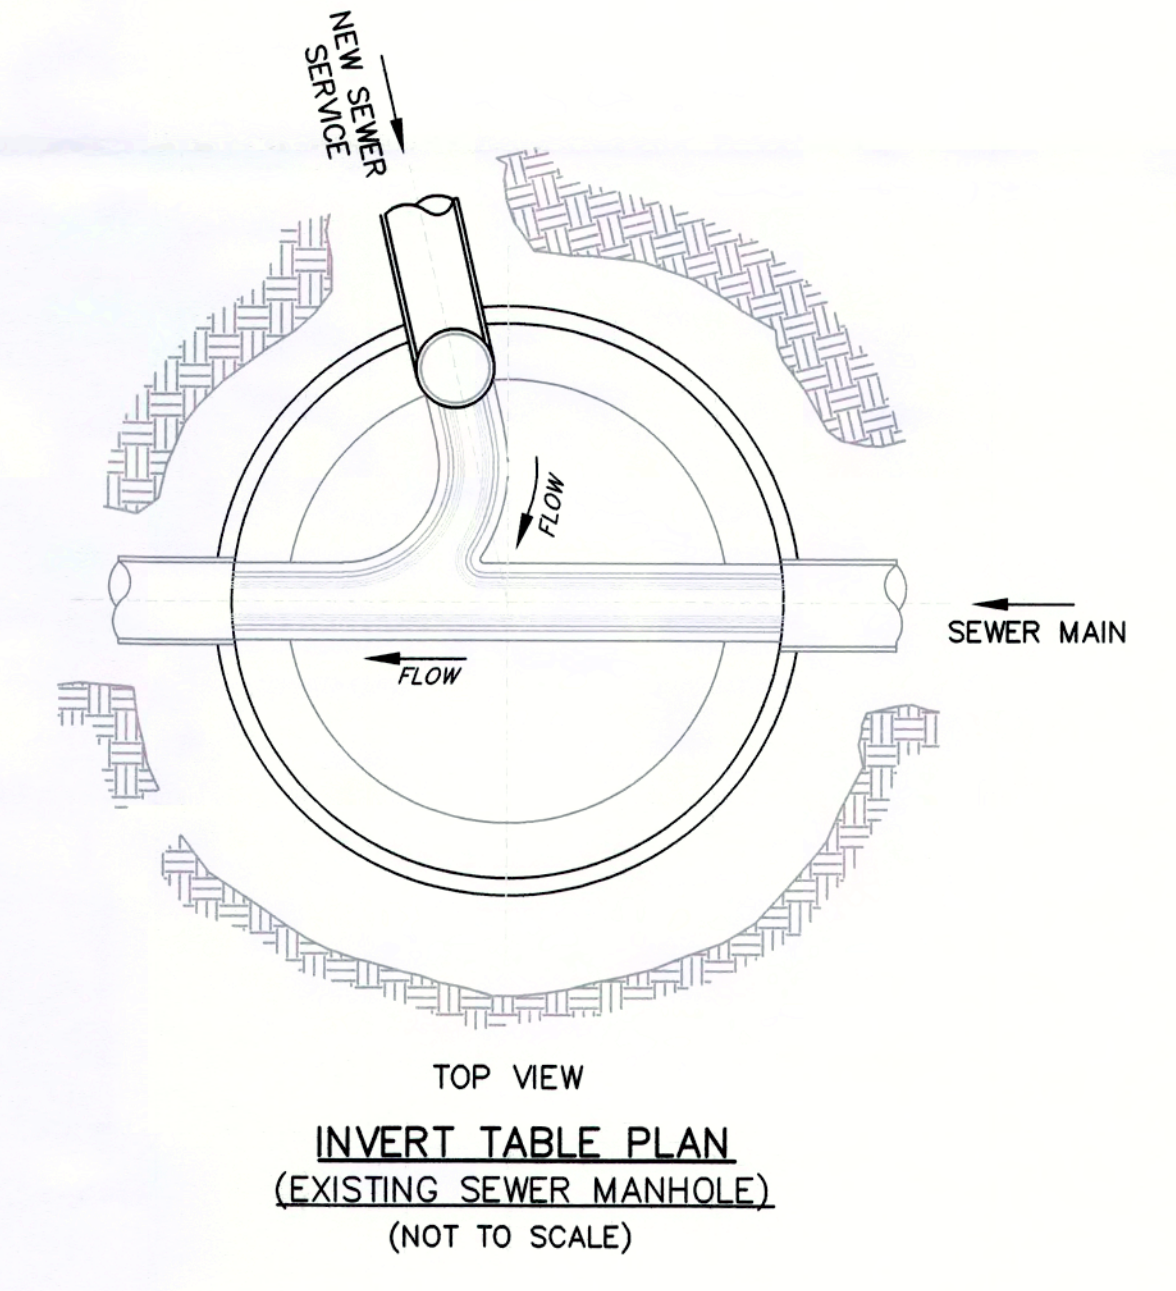 NEW SEWER
SERVICE
FLOW
SEWER MAIN
FLOW
TOP VIEW
INVERT TABLE PLAN
(EXISTING SEWER MANHOLE)
(NOT TO SCALE)